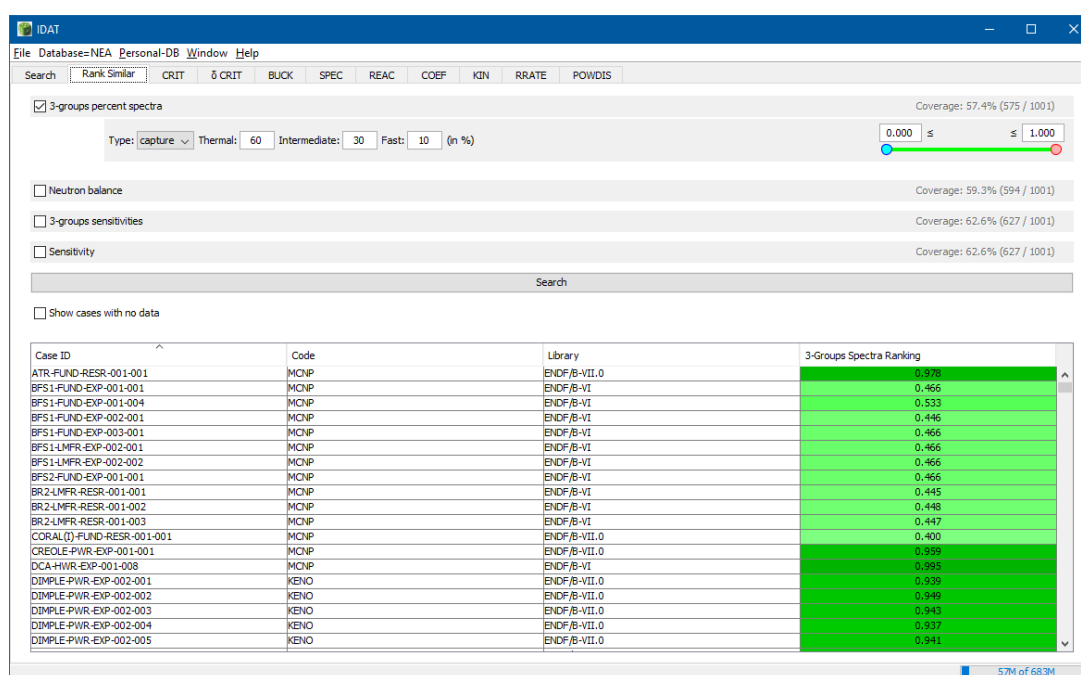 IDAT
File Database=NEA Personal-DB Window Help
Search Rank Similar CRIT δ CRIT BUCK SPEC REAC COEF KIN RRATE POWDIS
3-groups percent spectra Coverage: 57.4% (575 / 1001)
Type: capture Thermal: 60 Intermediate: 30 Fast: 10 (in %) 0.000 ≤ ≤ 1.000
Neutron balance Coverage: 59.3% (594 / 1001)
3-groups sensitivities Coverage: 62.6% (627 / 1001)
Sensitivity Coverage: 62.6% (627 / 1001)
Search
Show cases with no data
Case ID Code Library 3-Groups Spectra Ranking
ATR-FUND-RESR-001-001 MCNP ENDF/B-VII.0 0.978
BFS1-FUND-EXP-001-001 MCNP ENDF/B-VI 0.466
BFS1-FUND-EXP-001-004 MCNP ENDF/B-VI 0.533
BFS1-FUND-EXP-002-001 MCNP ENDF/B-VI 0.446
BFS1-FUND-EXP-003-001 MCNP ENDF/B-VI 0.466
BFS1-LMFR-EXP-002-001 MCNP ENDF/B-VI 0.466
BFS1-LMFR-EXP-002-002 MCNP ENDF/B-VI 0.466
BFS2-FUND-EXP-001-001 MCNP ENDF/B-VI 0.466
BR2-LMFR-RESR-001-001 MCNP ENDF/B-VI 0.445
BR2-LMFR-RESR-001-002 MCNP ENDF/B-VI 0.448
BR2-LMFR-RESR-001-003 MCNP ENDF/B-VI 0.447
CORAL(I)-FUND-RESR-001-001 MCNP ENDF/B-VII.0 0.400
CREOLE-PWR-EXP-001-001 MCNP ENDF/B-VII.0 0.959
DCA-HWR-EXP-001-008 MCNP ENDF/B-VI 0.995
DIMPLE-PWR-EXP-002-001 KENO ENDF/B-VII.0 0.939
DIMPLE-PWR-EXP-002-002 KENO ENDF/B-VII.0 0.949
DIMPLE-PWR-EXP-002-003 KENO ENDF/B-VII.0 0.943
DIMPLE-PWR-EXP-002-004 KENO ENDF/B-VII.0 0.937
DIMPLE-PWR-EXP-002-005 KENO ENDF/B-VII.0 0.941
57M of 683M